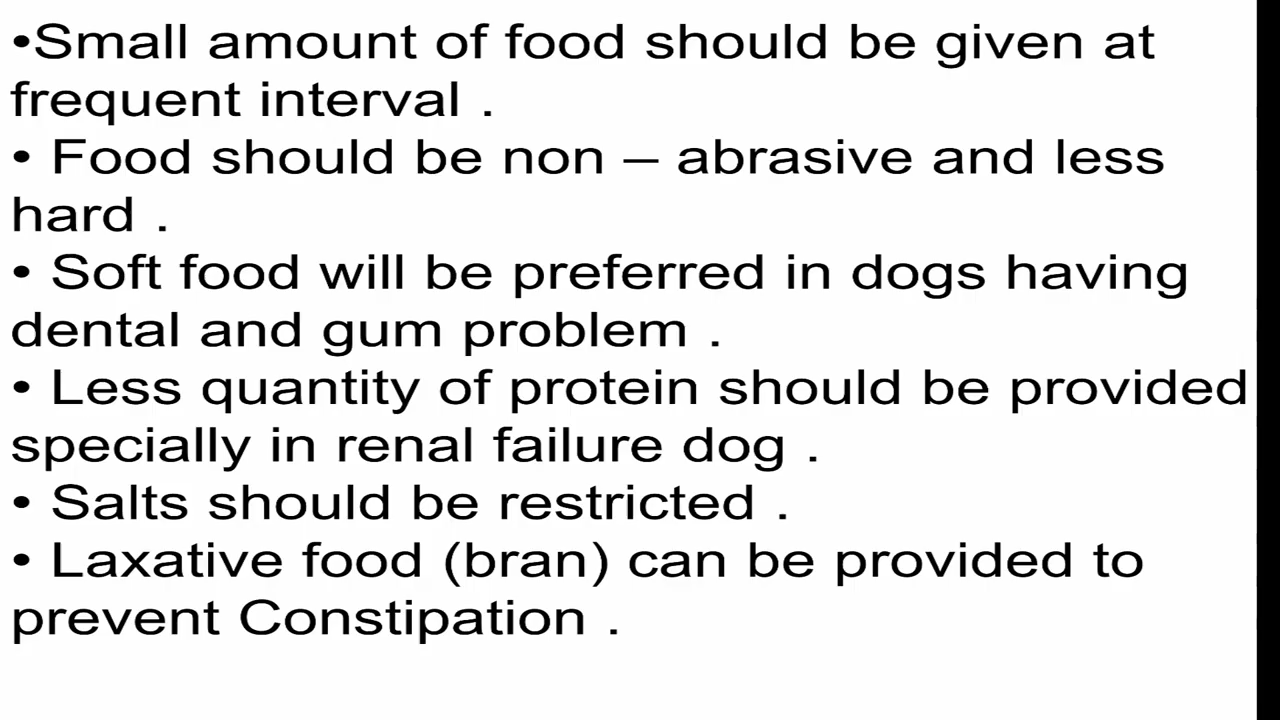 •Small amount of food should be given at
frequent interval .
• Food should be non – abrasive and less
hard .
• Soft food will be preferred in dogs having
dental and gum problem .
• Less quantity of protein should be provided
specially in renal failure dog .
• Salts should be restricted .
• Laxative food (bran) can be provided to
prevent Constipation .